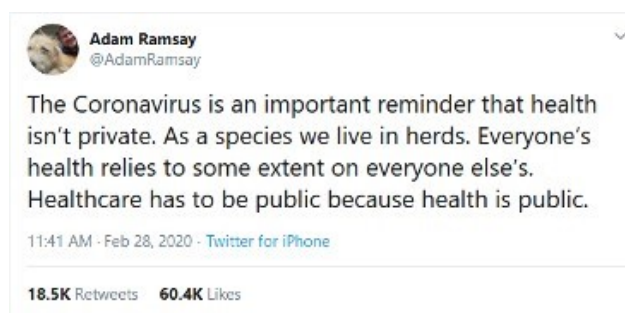 Adam Ramsay
@AdamRamsay
The Coronavirus is an important reminder that health
isn't private. As a species we live in herds. Everyone's
health relies to some extent on everyone else's.
Healthcare has to be public because health is public.
11:41 AM · Feb 28, 2020 · Twitter for iPhone
18.5K Retweets 60.4K Likes